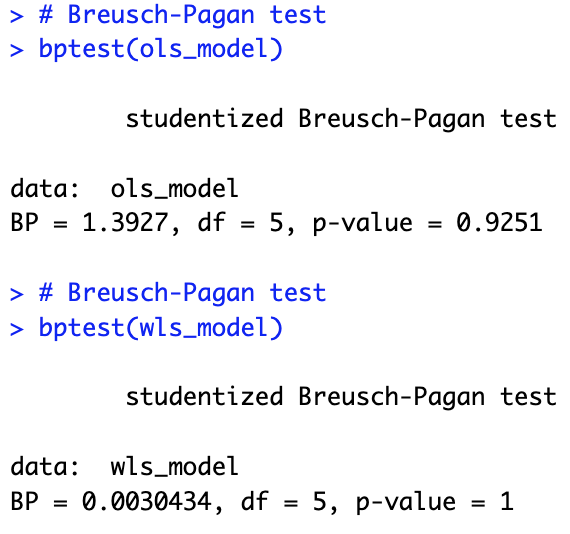 > # Breusch-Pagan test
> bptest(ols_model)
studentized Breusch-Pagan test
data:  ols_model
BP = 1.3927, df = 5, p-value = 0.9251
> # Breusch-Pagan test
> bptest(wls_model)
studentized Breusch-Pagan test
data:  wls_model
BP = 0.0030434, df = 5, p-value = 1